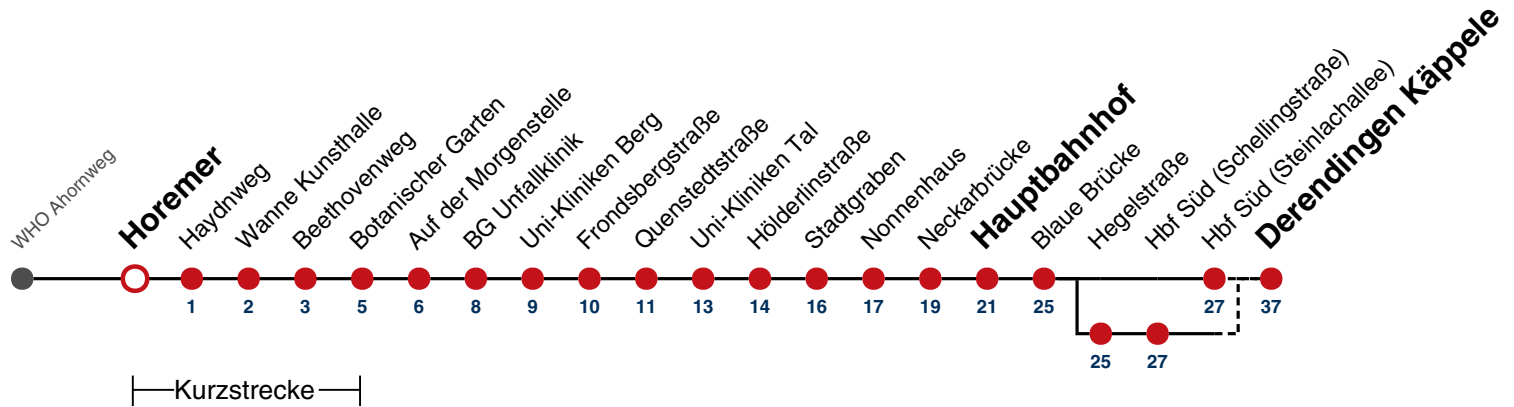 WHO Ahornweg
Horemer
Haydnweg
Wanne Kunsthalle
Beethovenweg
Botanischer Garten
Auf der Morgenstelle
BG Unfallklinik
Uni-Kliniken Berg
Frondsbergstraße
Quenstedtstraße
Uni-Kliniken Tal
Hölderlinstraße
Stadtgraben
Nonnenhaus
Neckarbrücke
Hauptbahnhof
Blaue Brücke
Hegelstraße
Hbf Süd (Schellingstraße)
Hbf Süd (Steinlachallee)
Derendingen Käppele
1 2 3 5 6 8 9 10 11 13 14 16 17 19 21 25 27 37
25 27
Kurzstrecke